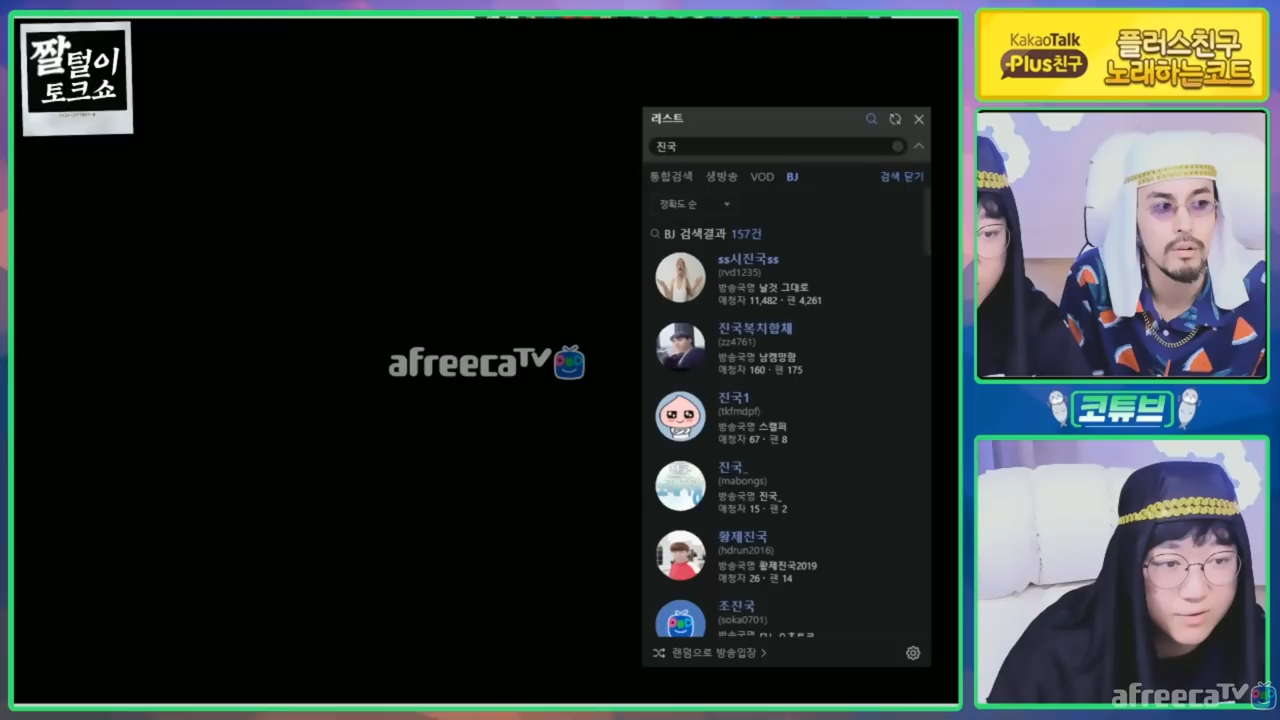 짤털이
토크쇼
afreecaTV
리스트
진국
통합검색 생방송 VOD BJ 검색 닫기
정확도 순
BJ 검색결과 157건
ss시진국ss
(rvd1235)
방송국명 날것 그대로
애청자 11,482 · 팬 4,261
진국복치합체
(zz4761)
방송국명 남캠망함
애청자 160 · 팬 175
진국1
(tkfmdpf)
방송국명 스캘퍼
애청자 67 · 팬 8
진국_
(mabongs)
방송국명 진국_
애청자 15 · 팬 2
황제진국
(hdrun2016)
방송국명 황제진국2019
애청자 26 · 팬 14
조진국
(soka0701)
랜덤으로 방송입장
KakaoTalk
Plus친구
플러스친구
노래하는코트
코튜브
afreecaTV